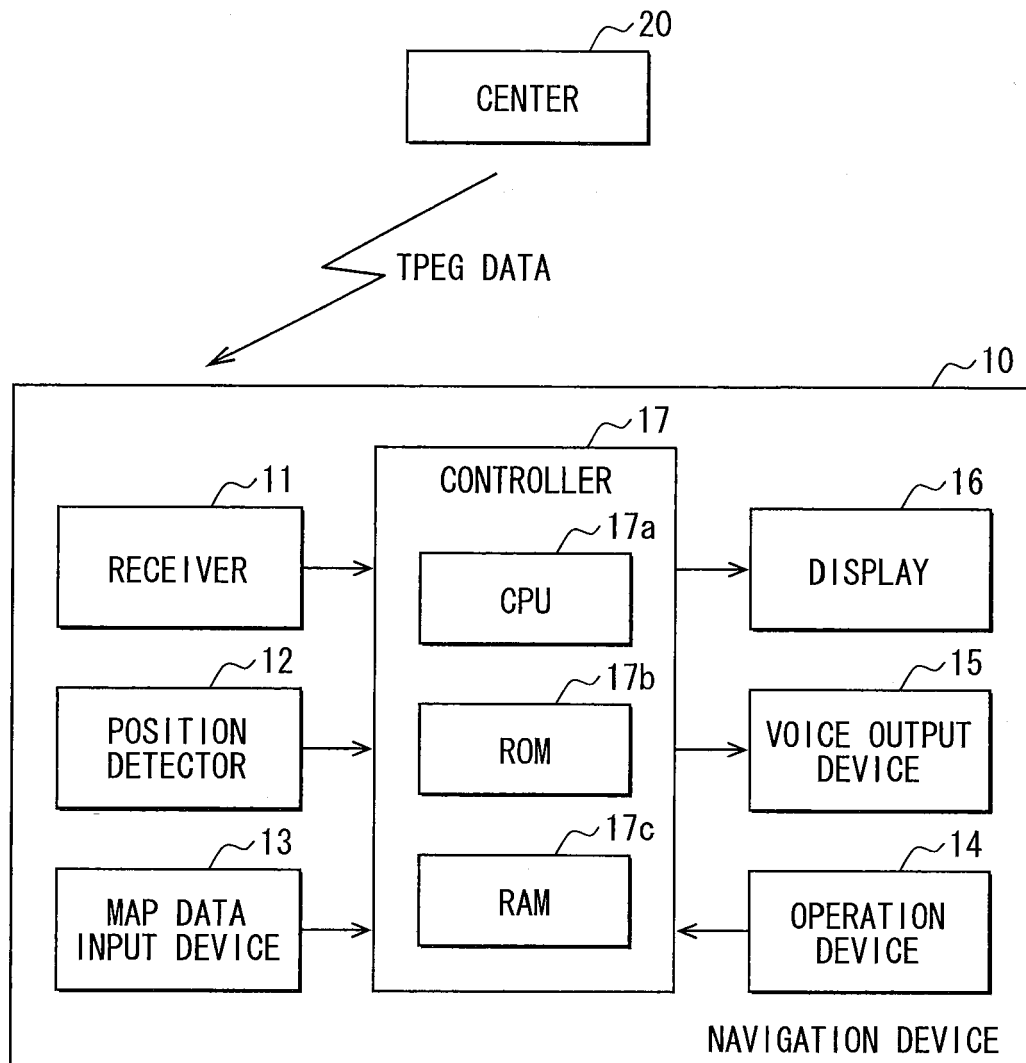 20
CENTER
TPEG DATA
10
17
CONTROLLER
11
RECEIVER
17a
CPU
16
DISPLAY
12
POSITION
DETECTOR
17b
ROM
15
VOICE OUTPUT
DEVICE
13
MAP DATA
INPUT DEVICE
17c
RAM
14
OPERATION
DEVICE
NAVIGATION DEVICE